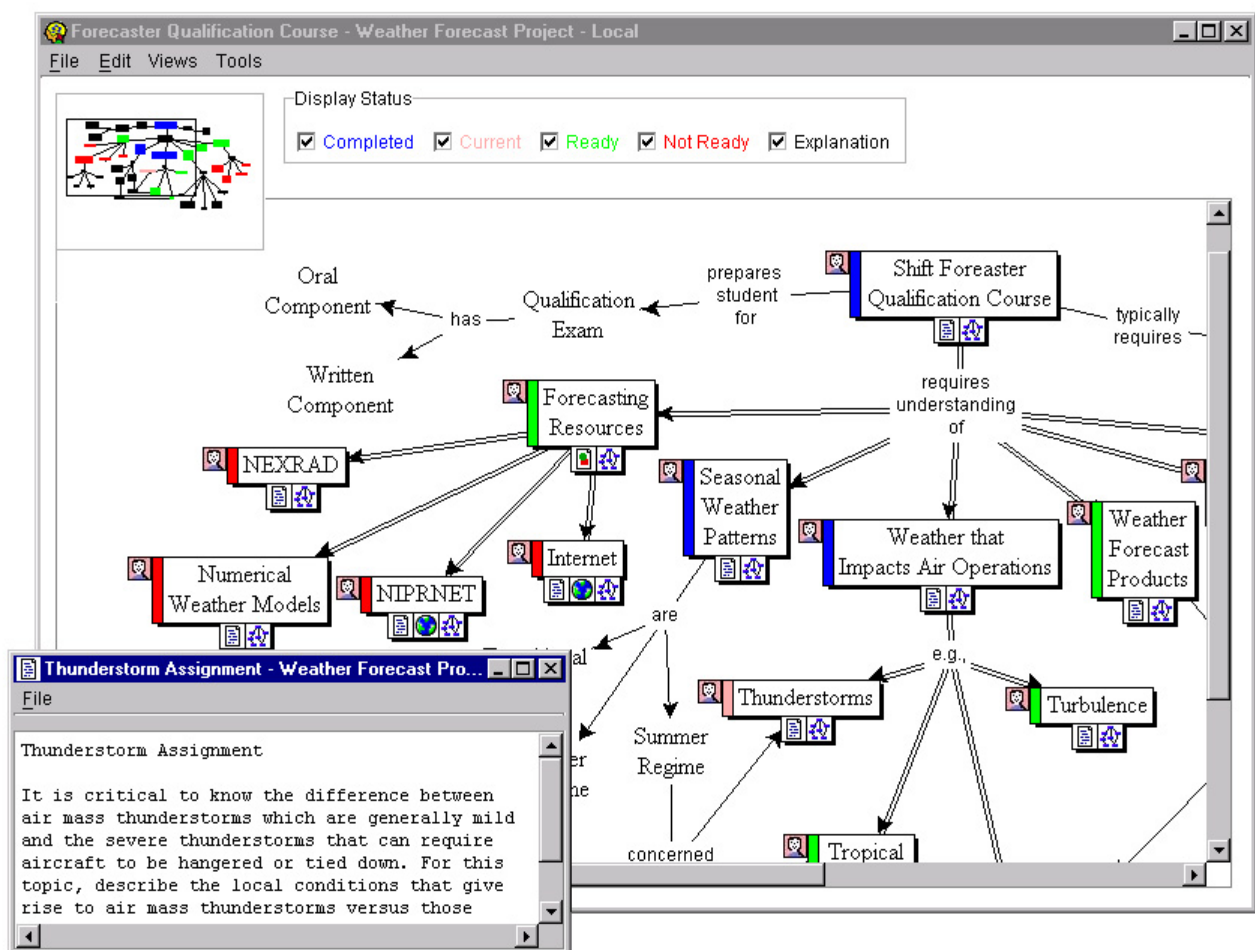 Forecaster Qualification Course - Weather Forecast Project - Local
File Edit Views Tools
Display Status
Completed Current Ready Not Ready Explanation
Oral
Component
has
Qualification
Exam
prepares
student
for
Shift Foreaster
Qualification Course
typically
requires
Written
Component
requires
understanding
of
Forecasting
Resources
NEXRAD
Numerical
Weather Models
NIPRNET
Internet
Seasonal
Weather
Patterns
Weather that
Impacts Air Operations
Weather
Forecast
Products
are
e.g.,
Thunderstorms
Turbulence
Summer
Regime
concerned
Tropical
Thunderstorm Assignment - Weather Forecast Pro...
File
Thunderstorm Assignment
It is critical to know the difference between
air mass thunderstorms which are generally mild
and the severe thunderstorms that can require
aircraft to be hangered or tied down. For this
topic, describe the local conditions that give
rise to air mass thunderstorms versus those